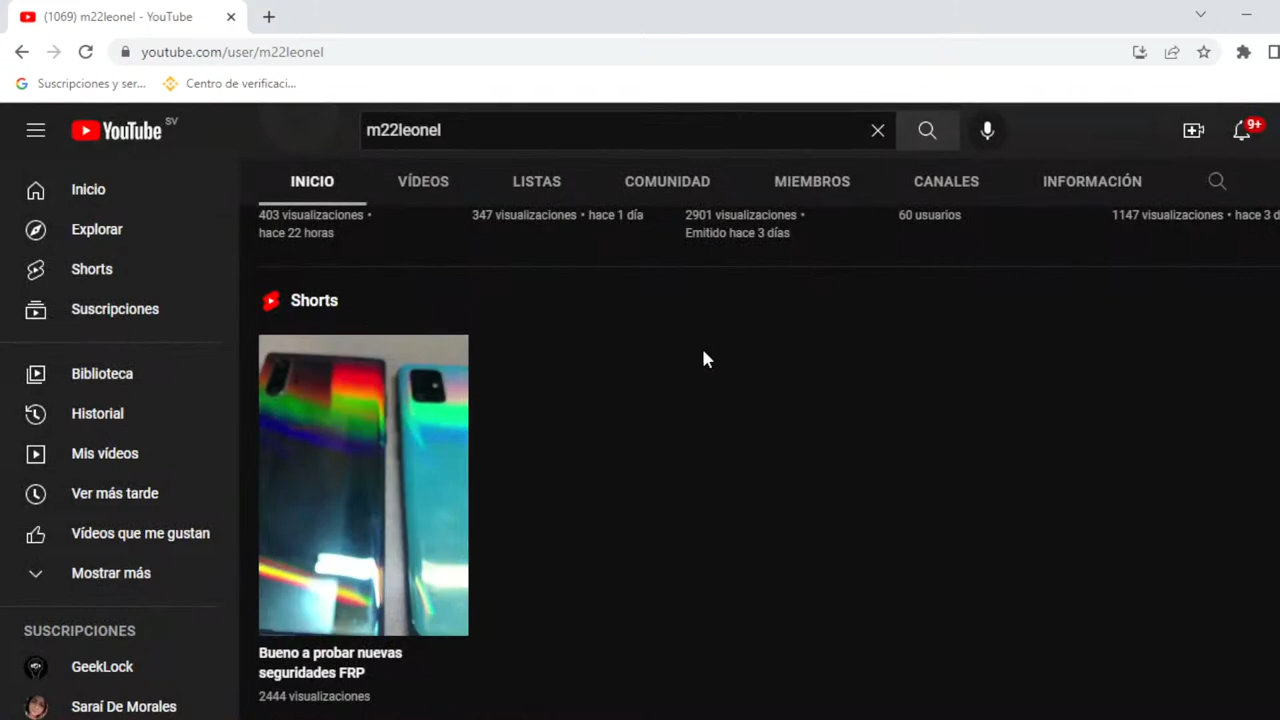 (1069) m22leonel - YouTube
youtube.com/user/m22leonel
Suscripciones y ser...
Centro de verificaci...
YouTube SV
m22leonel
9+
INICIO VÍDEOS LISTAS COMUNIDAD MIEMBROS CANALES INFORMACIÓN
403 visualizaciones •
hace 22 horas
347 visualizaciones • hace 1 día
2901 visualizaciones •
Emitido hace 3 días
60 usuarios
1147 visualizaciones • hace 3 d
Inicio
Explorar
Shorts
Suscripciones
Biblioteca
Historial
Mis vídeos
Ver más tarde
Vídeos que me gustan
Mostrar más
SUSCRIPCIONES
GeekLock
Saraí De Morales
Shorts
Bueno a probar nuevas
seguridades FRP
2444 visualizaciones